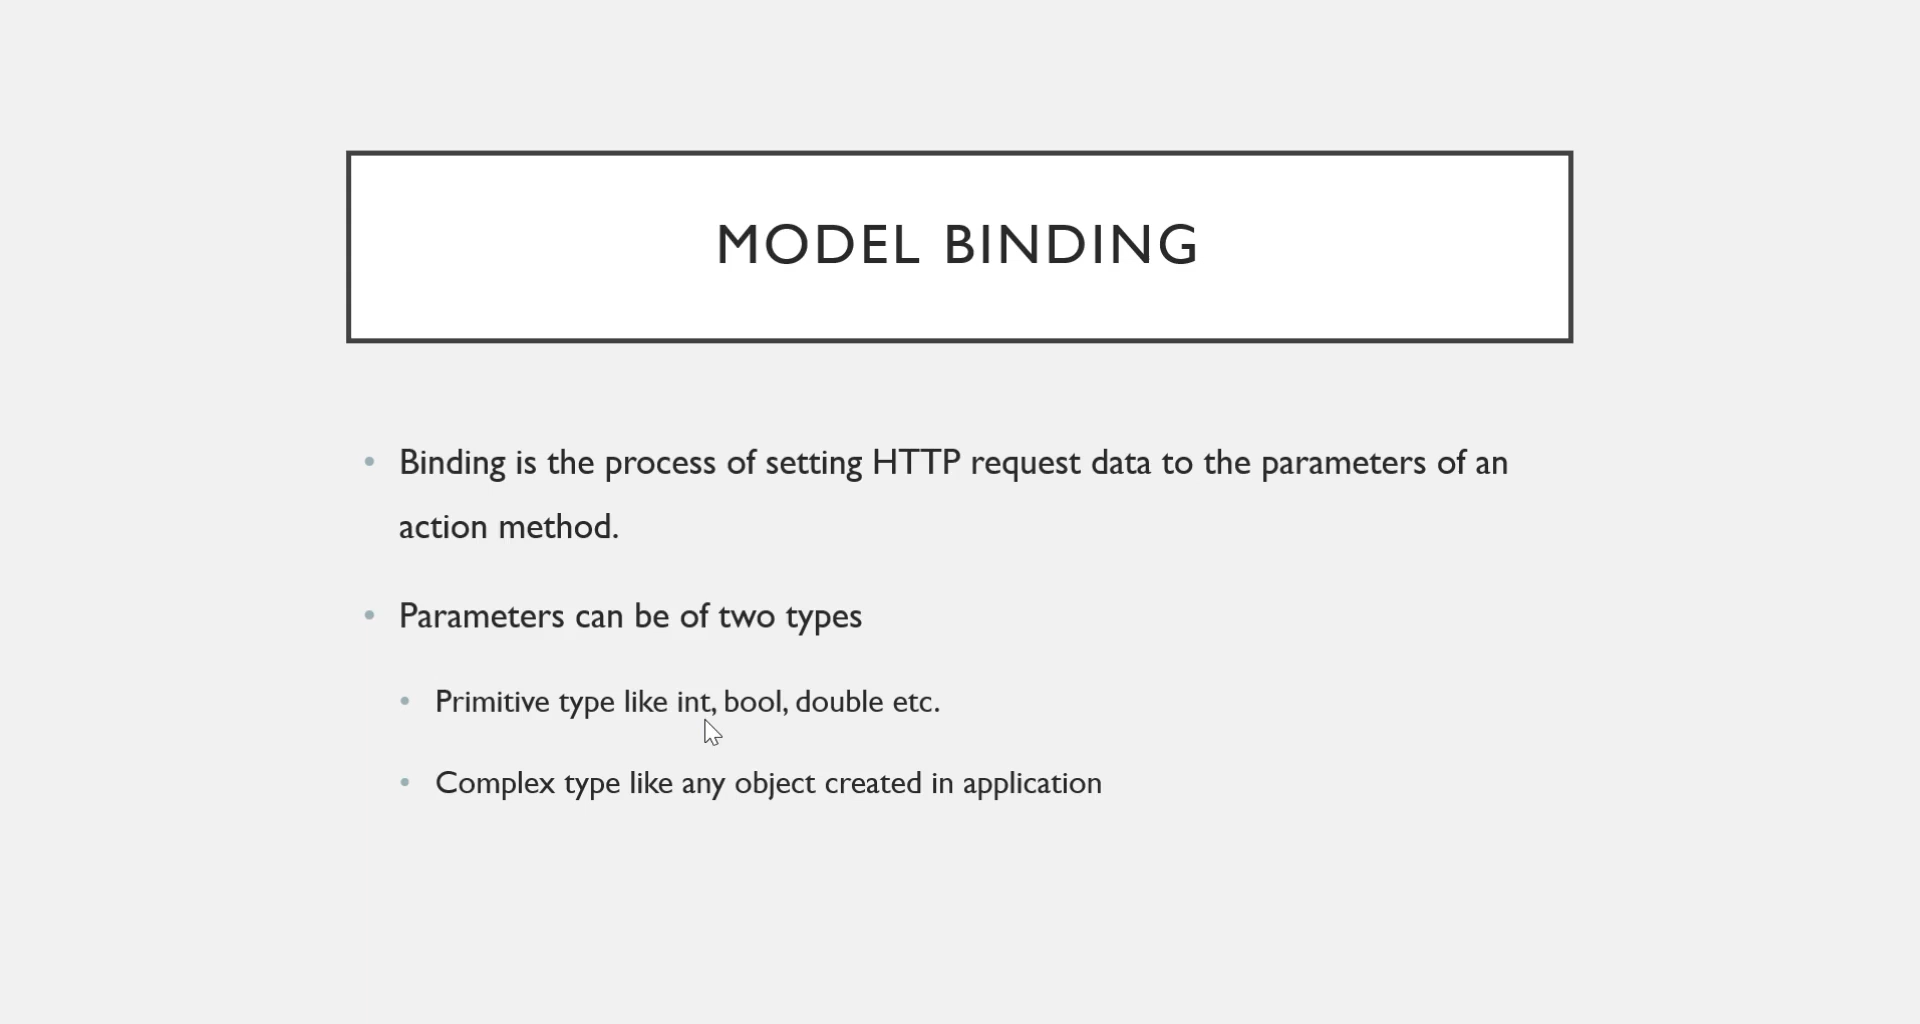 MODEL BINDING
• Binding is the process of setting HTTP request data to the parameters of an
action method.
• Parameters can be of two types
• Primitive type like int, bool, double etc.
• Complex type like any object created in application